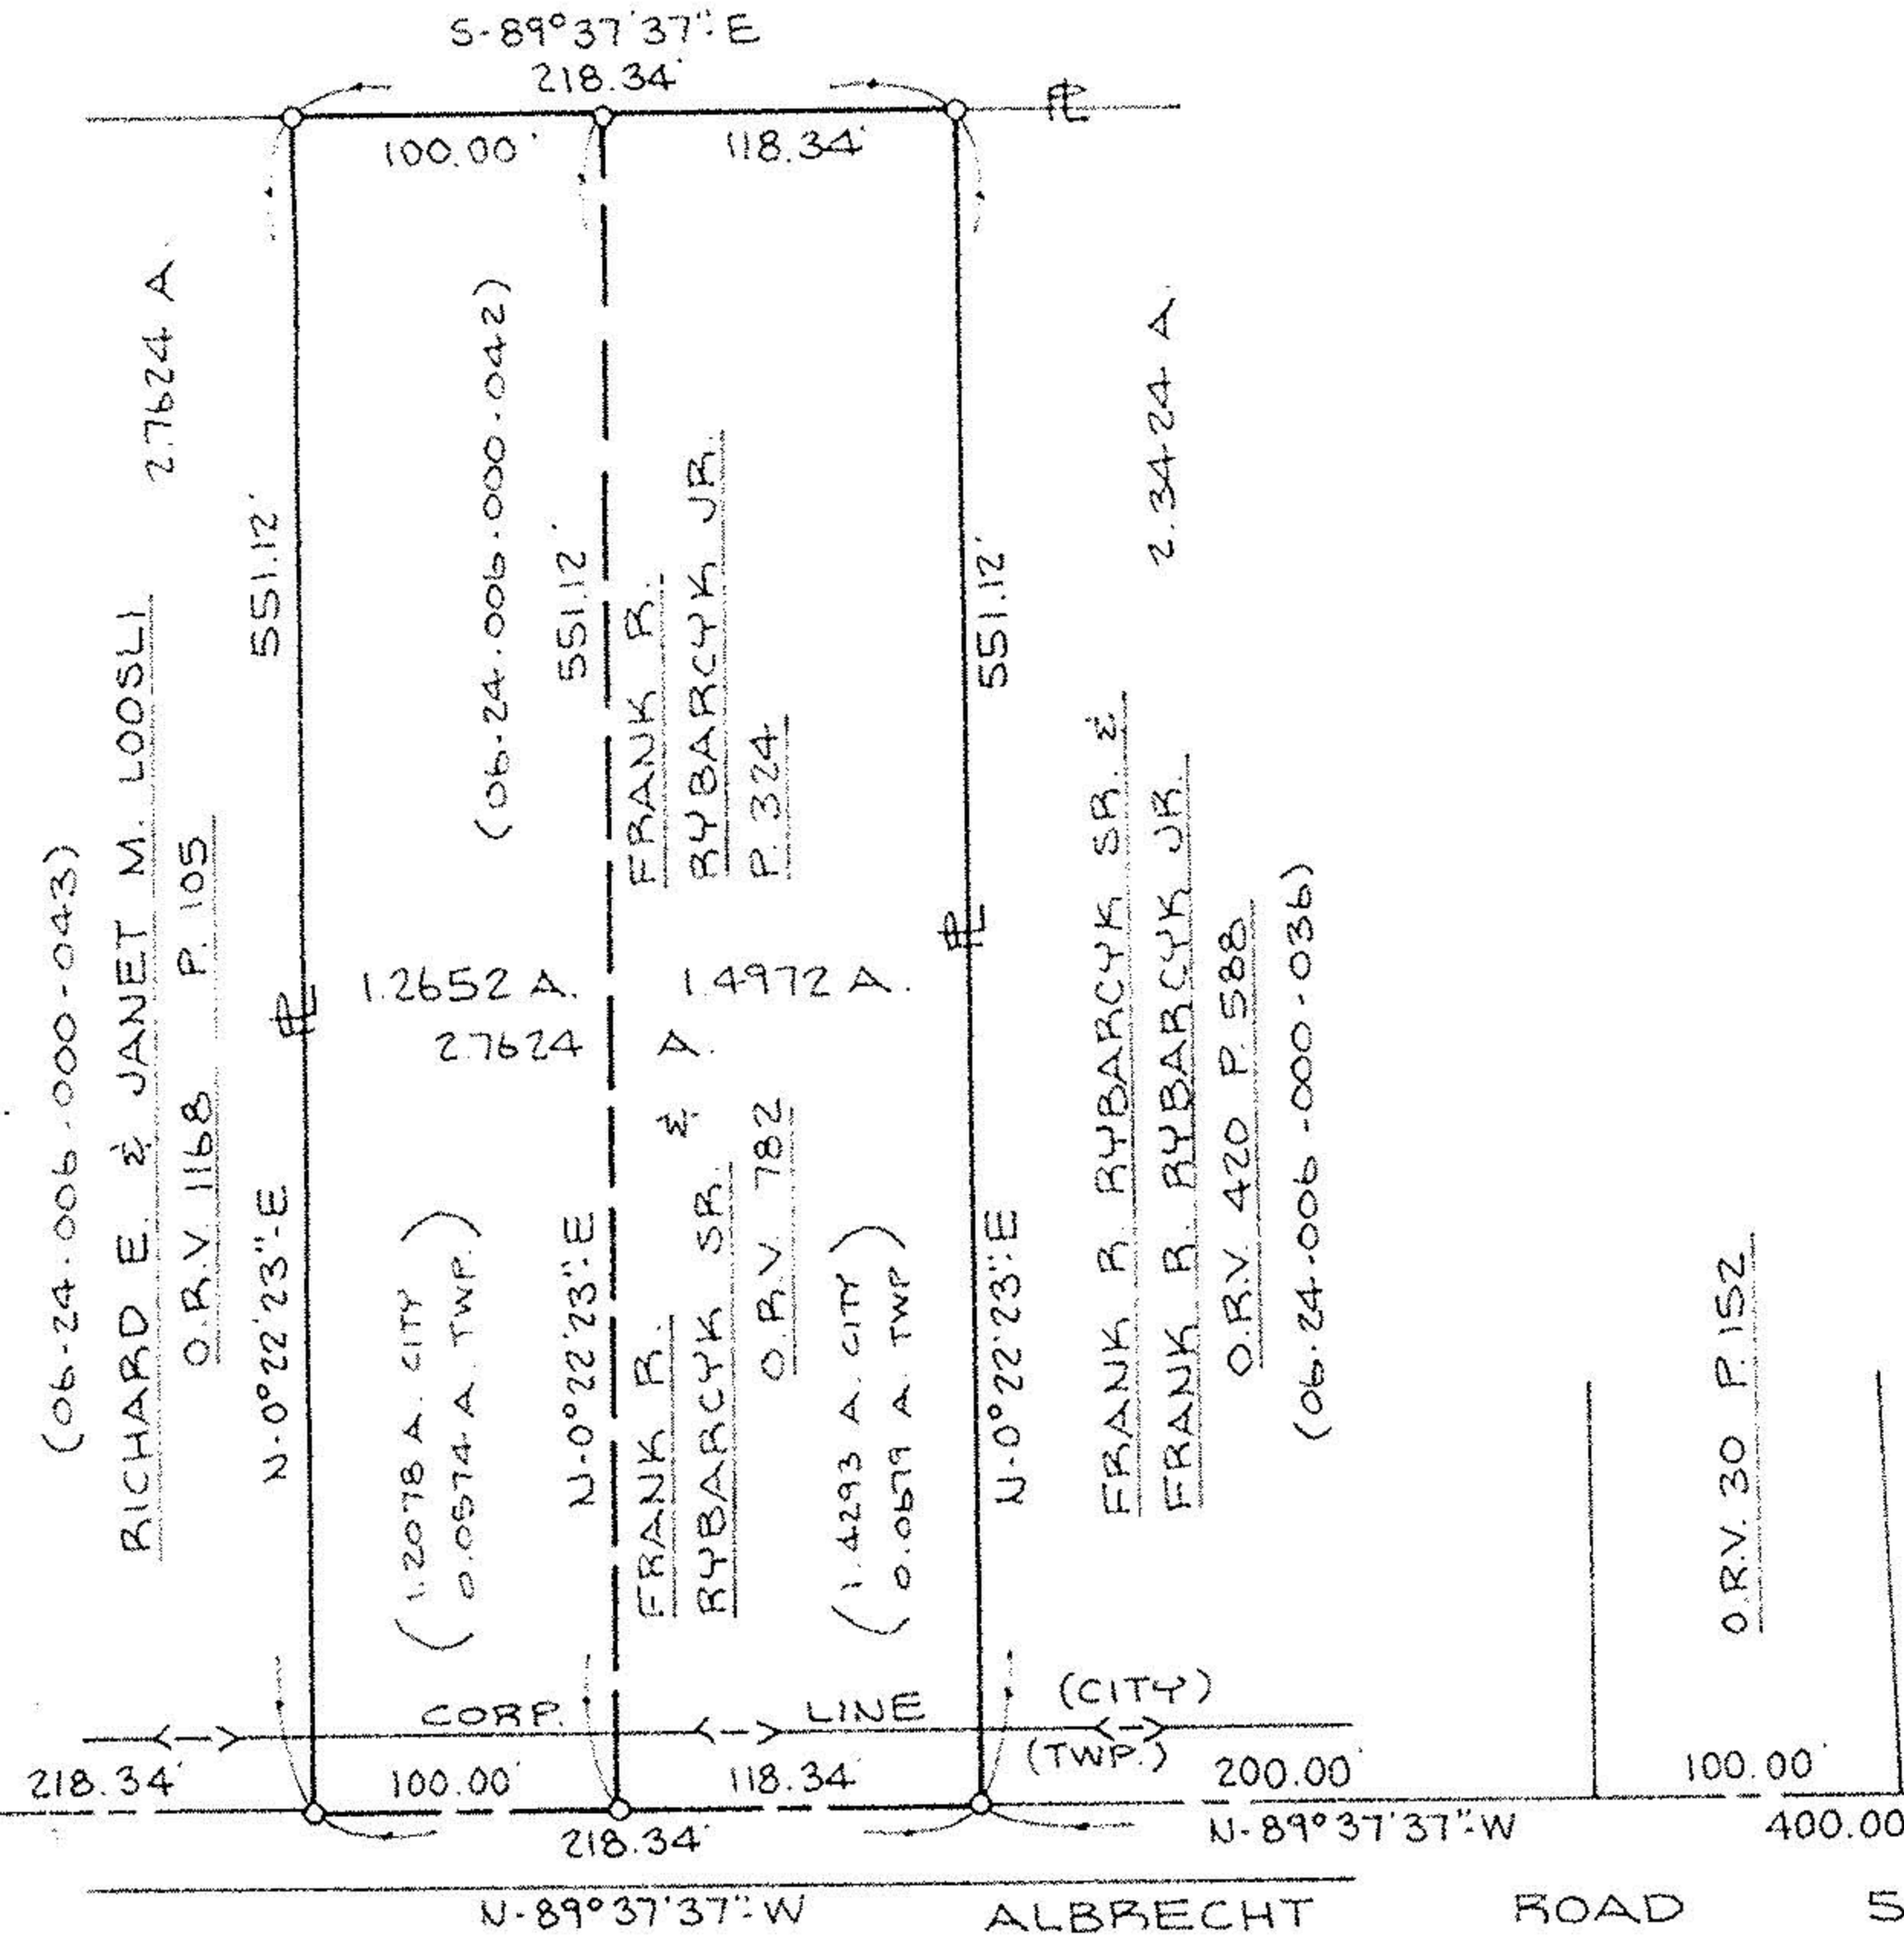 S-89°37'37"-E
218.34'
100.00'
118.34'
PL
(06-24-006-000-043)
RICHARD E. & JANET M. LOOSLI
2.7624 A.
O.R.V. 1168 P. 105
N-0°22'23"-E
551.12'
PL
(06-24-006-000-042)
1.2652 A.
1.4972 A.
2.7624 A.
(1.2078 A. CITY
0.0574 A. TWP.)
N-0°22'23"-E
551.12'
FRANK R.
RYBARCYK SR. &
O.R.V. 782
FRANK R.
RYBARCYK JR.
P. 324
(1.4293 A. CITY
0.0679 A. TWP)
PL
N-0°22'23"-E
551.12'
FRANK R. RYBARCYK SR. &
FRANK R. RYBARCYK JR.
2.3424 A.
O.R.V. 420 P. 588
(06-24-006-000-036)
O.R.V. 30 P. 152
CORP. LINE
(CITY)
(TWP.)
218.34'
100.00'
118.34'
200.00'
100.00'
218.34'
N-89°37'37"-W
400.00
N-89°37'37"-W
ALBRECHT ROAD